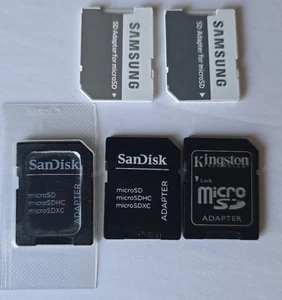 SD Adapter for microSD
SAMSUNG
SD Adapter for microSD
SAMSUNG
SanDisk
microSD
microSDHC
microSDXC
ADAPTER
SanDisk
microSD
microSDHC
microSDXC
ADAPTER
Kingston
Lock
micro
SD
ADAPTER